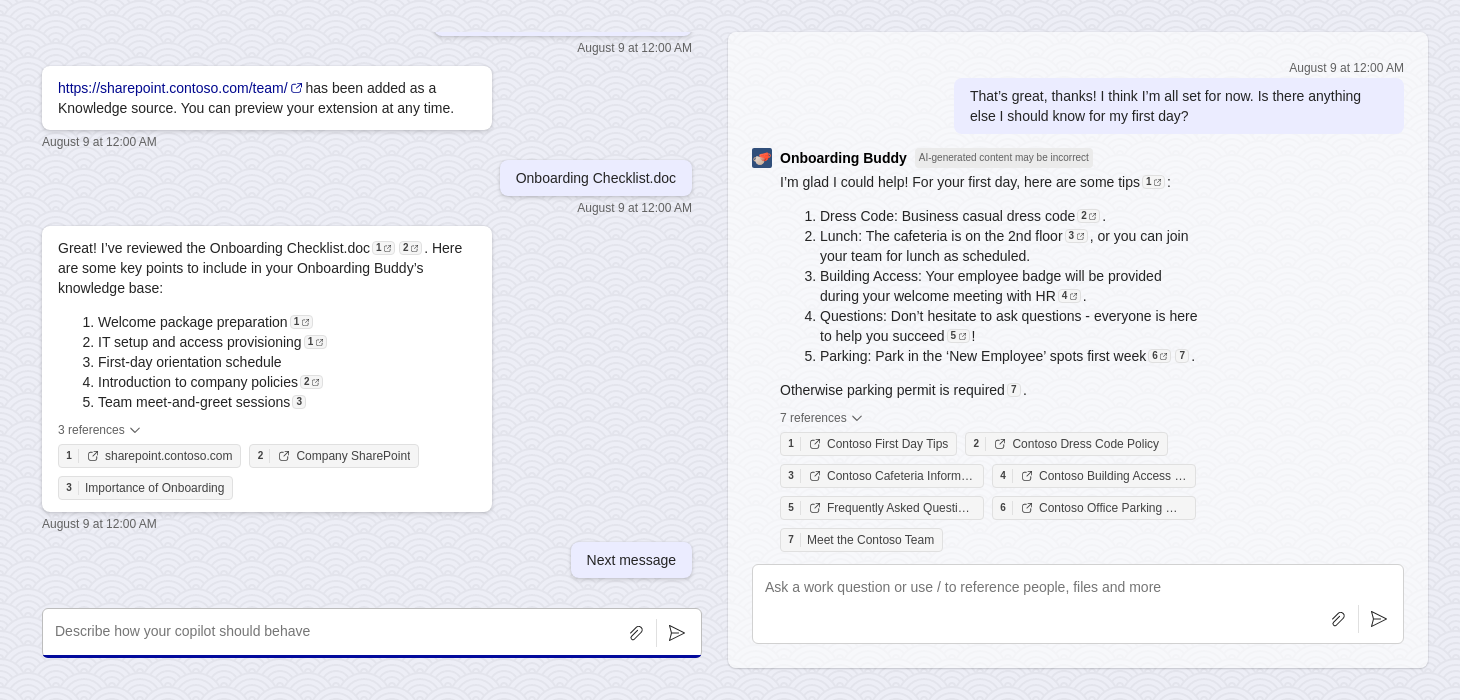 August 9 at 12:00 AM
https://sharepoint.contoso.com/team/ has been added as a
Knowledge source. You can preview your extension at any time.
August 9 at 12:00 AM
Onboarding Checklist.doc
August 9 at 12:00 AM
Great! I’ve reviewed the Onboarding Checklist.doc 1 2 . Here
are some key points to include in your Onboarding Buddy’s
knowledge base:
1. Welcome package preparation 1
2. IT setup and access provisioning 1
3. First-day orientation schedule
4. Introduction to company policies 2
5. Team meet-and-greet sessions 3
3 references
1 sharepoint.contoso.com 2 Company SharePoint
3 Importance of Onboarding
August 9 at 12:00 AM
Next message
Describe how your copilot should behave
August 9 at 12:00 AM
That’s great, thanks! I think I’m all set for now. Is there anything
else I should know for my first day?
Onboarding Buddy AI-generated content may be incorrect
I’m glad I could help! For your first day, here are some tips 1 :
1. Dress Code: Business casual dress code 2 .
2. Lunch: The cafeteria is on the 2nd floor 3 , or you can join
your team for lunch as scheduled.
3. Building Access: Your employee badge will be provided
during your welcome meeting with HR 4 .
4. Questions: Don’t hesitate to ask questions - everyone is here
to help you succeed 5 !
5. Parking: Park in the ‘New Employee’ spots first week 6 7 .
Otherwise parking permit is required 7 .
7 references
1 Contoso First Day Tips 2 Contoso Dress Code Policy
3 Contoso Cafeteria Inform… 4 Contoso Building Access …
5 Frequently Asked Questi… 6 Contoso Office Parking …
7 Meet the Contoso Team
Ask a work question or use / to reference people, files and more